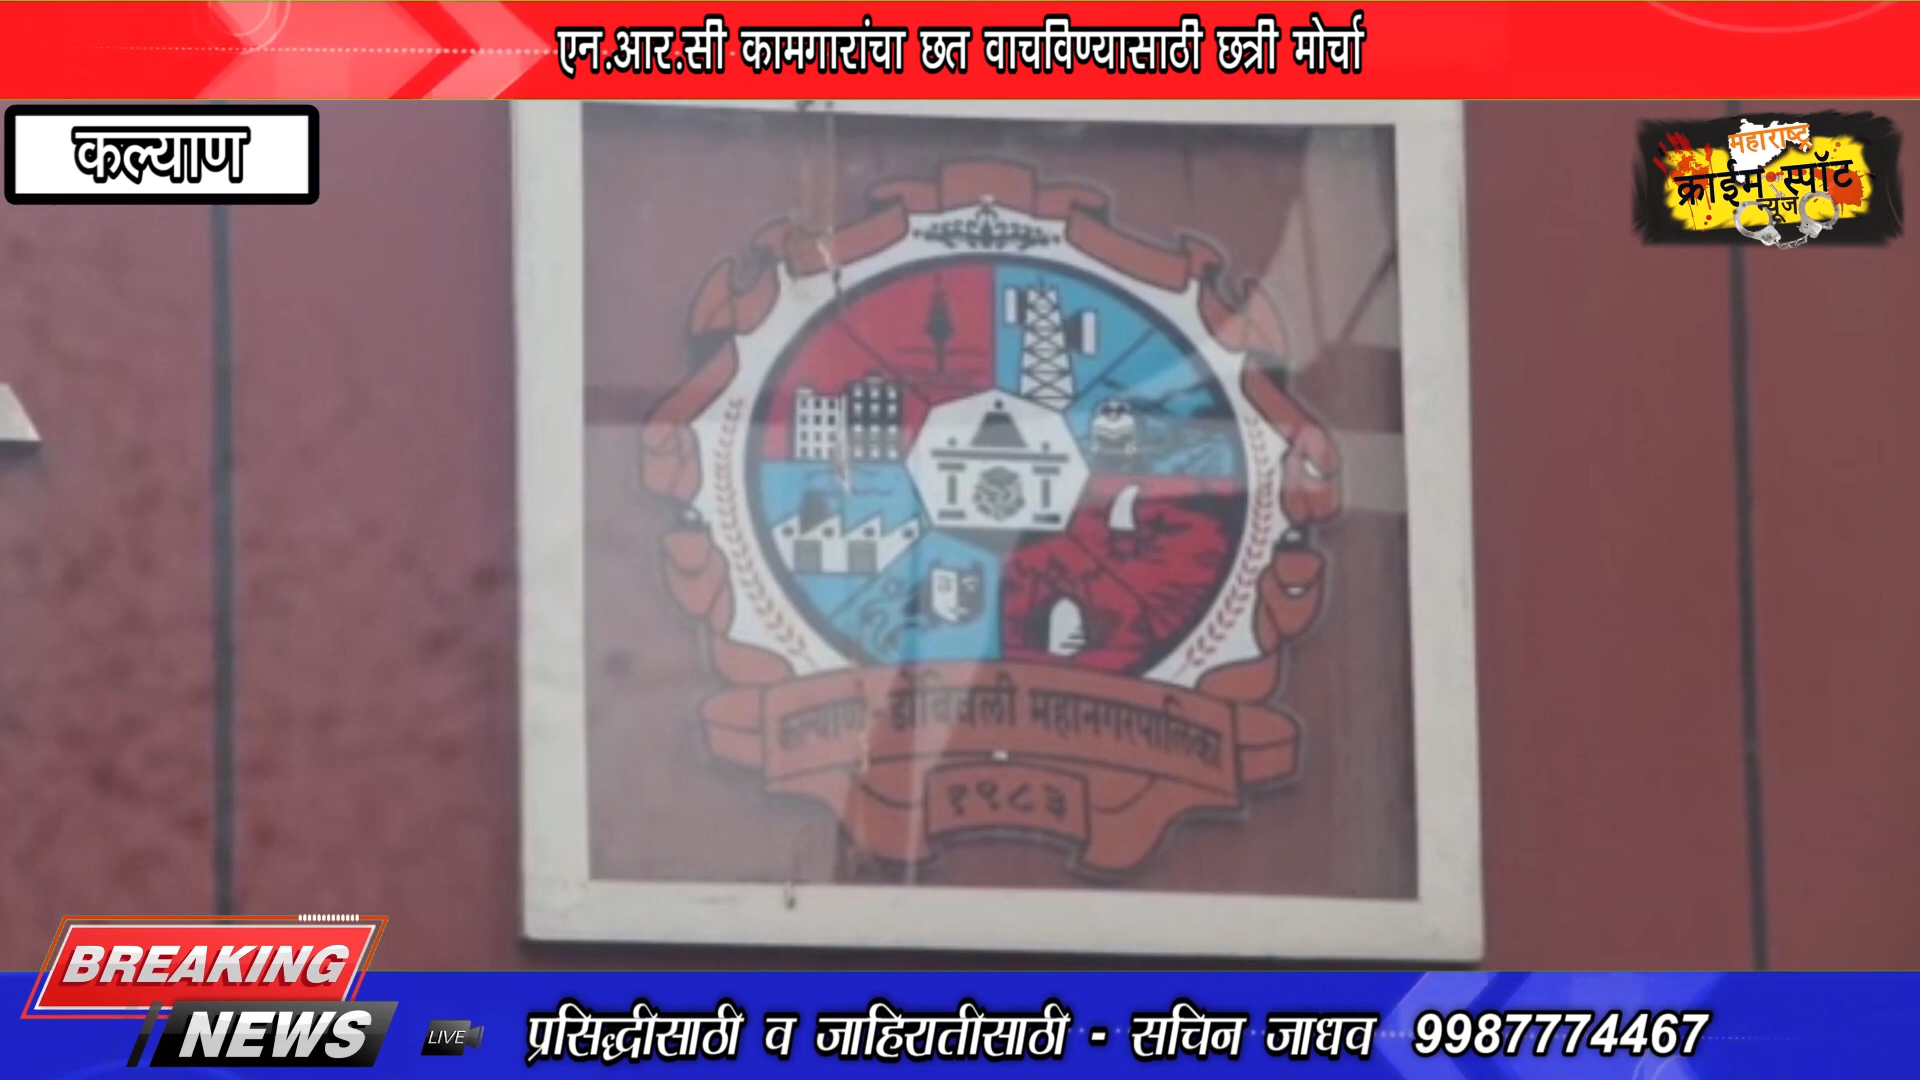 एन.आर.सी कामगारांचा छत वाचविण्यासाठी छत्री मोर्चा
कल्याण
महाराष्ट्र
क्राईम स्पॉट
न्यूज
कल्याण - डोंबिवली महानगरपालिका
१९८३
BREAKING
NEWS
LIVE
प्रसिद्धीसाठी व जाहिरातीसाठी - सचिन जाधव 9987774467